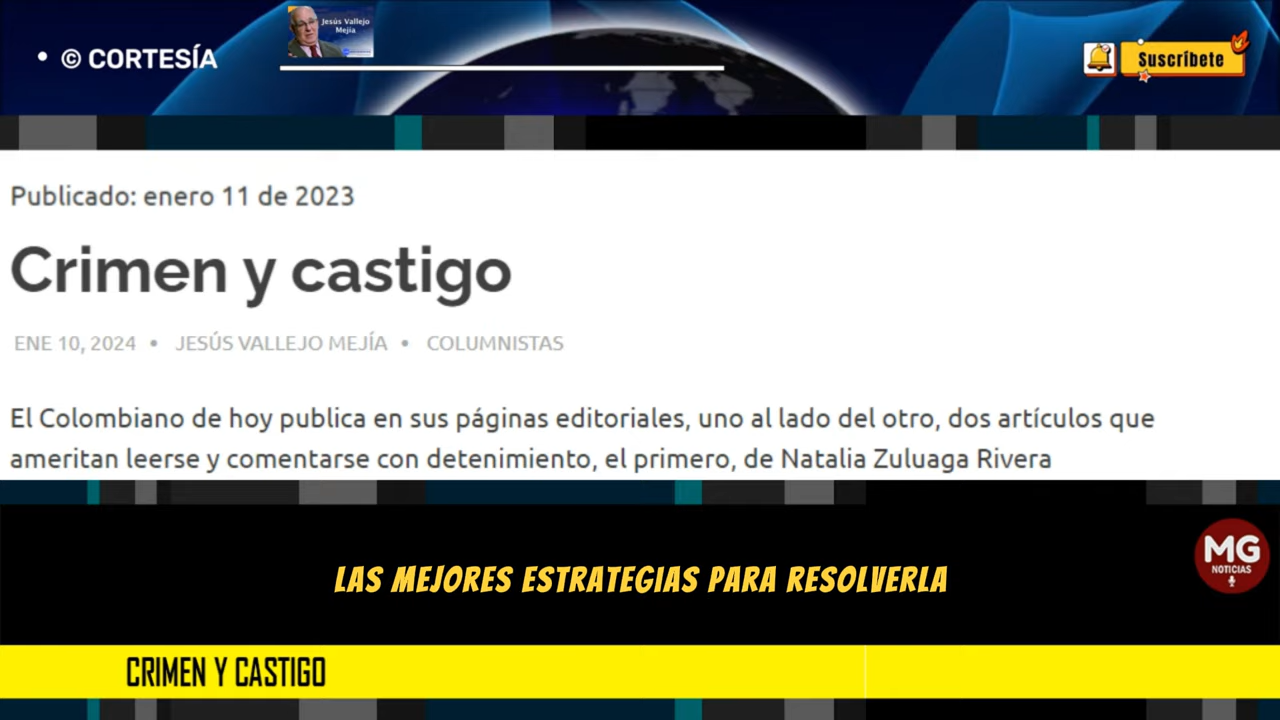 • © CORTESÍA
Jesús Vallejo
Mejía
Suscríbete
Publicado: enero 11 de 2023
Crimen y castigo
ENE 10, 2024 • JESÚS VALLEJO MEJÍA • COLUMNISTAS
El Colombiano de hoy publica en sus páginas editoriales, uno al lado del otro, dos artículos que
ameritan leerse y comentarse con detenimiento, el primero, de Natalia Zuluaga Rivera
LAS MEJORES ESTRATEGIAS PARA RESOLVERLA
MG
NOTICIAS
CRIMEN Y CASTIGO